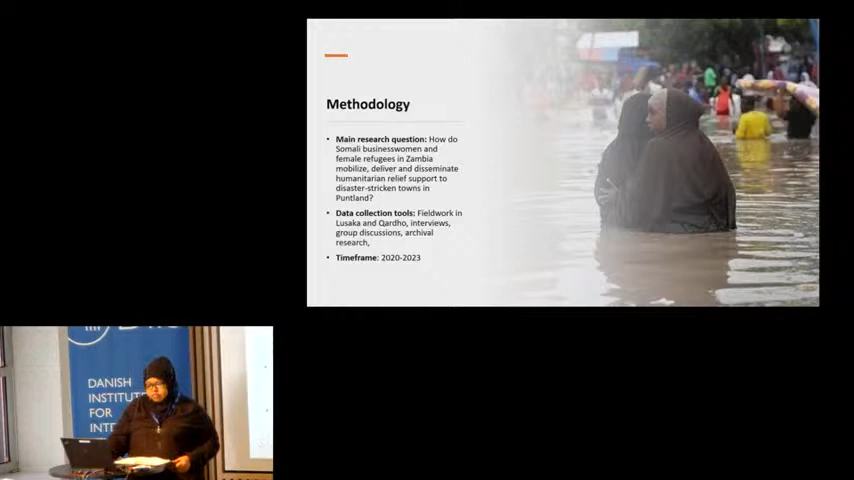 Methodology
• Main research question: How do
Somali businesswomen and
female refugees in Zambia
mobilize, deliver and disseminate
humanitarian relief support to
disaster-stricken towns in
Puntland?
• Data collection tools: Fieldwork in
Lusaka and Qardho, interviews,
group discussions, archival
research,
• Timeframe: 2020-2023
DANISH
INSTITUTE
FOR